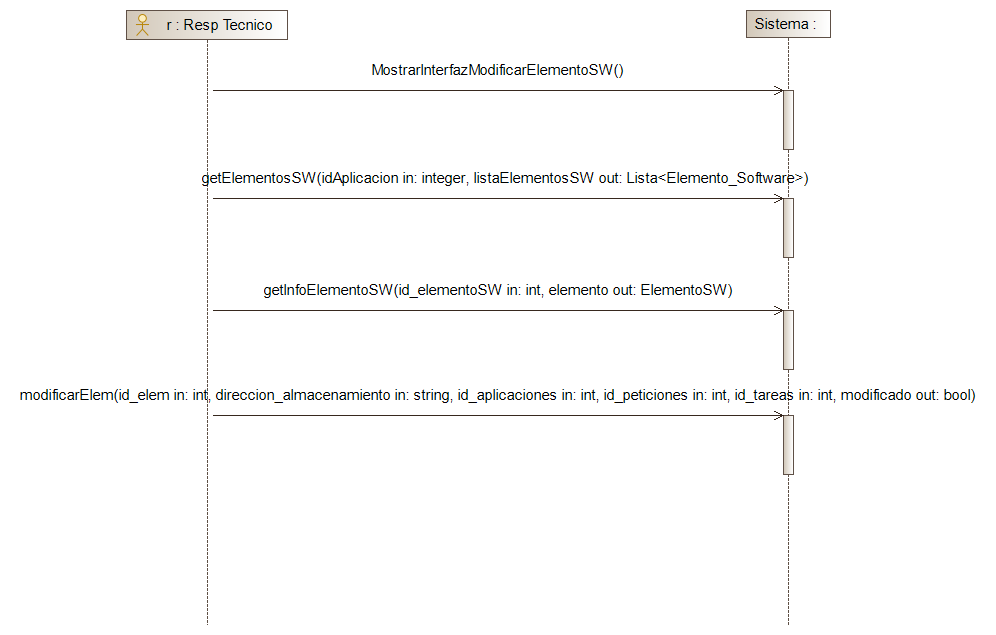 r : Resp Tecnico
Sistema :
MostrarInterfazModificarElementoSW()
getElementosSW(idAplicacion in: integer, listaElementosSW out: Lista<Elemento_Software>)
getInfoElementoSW(id_elementoSW in: int, elemento out: ElementoSW)
modificarElem(id_elem in: int, direccion_almacenamiento in: string, id_aplicaciones in: int, id_peticiones in: int, id_tareas in: int, modificado out: bool)